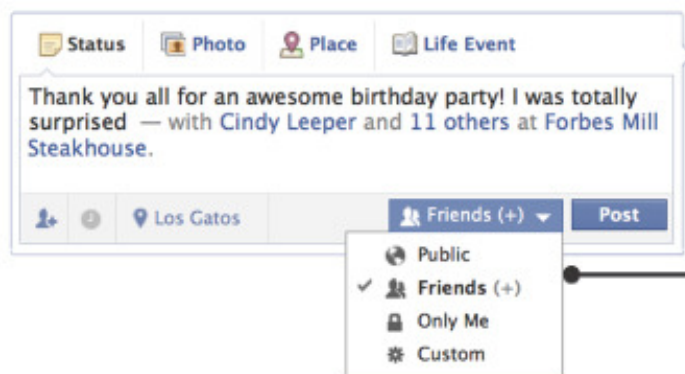 Status Photo Place Life Event
Thank you all for an awesome birthday party! I was totally
surprised — with Cindy Leeper and 11 others at Forbes Mill
Steakhouse.
Los Gatos Friends (+) Post
Public
Friends (+)
Only Me
Custom